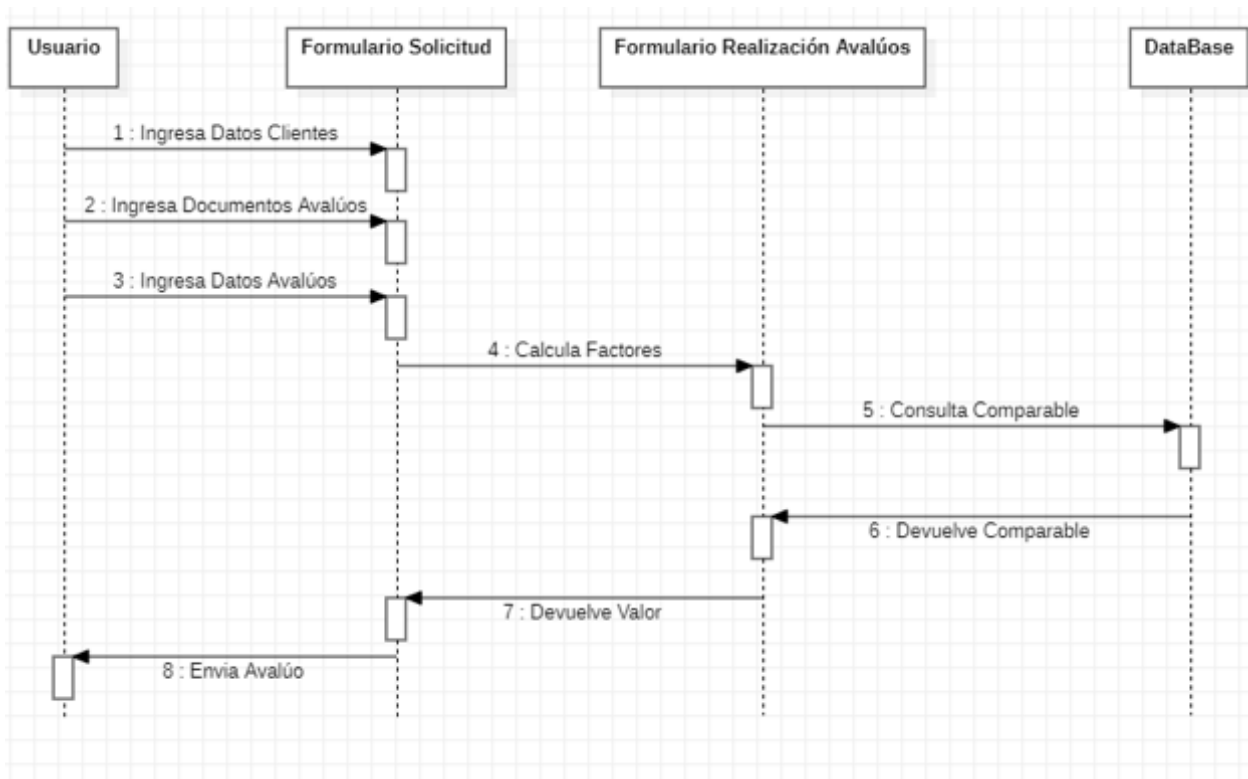 Usuario
Formulario Solicitud
Formulario Realización Avalúos
DataBase
1 : Ingresa Datos Clientes
2 : Ingresa Documentos Avalúos
3 : Ingresa Datos Avalúos
4 : Calcula Factores
5 : Consulta Comparable
6 : Devuelve Comparable
7 : Devuelve Valor
8 : Envia Avalúo